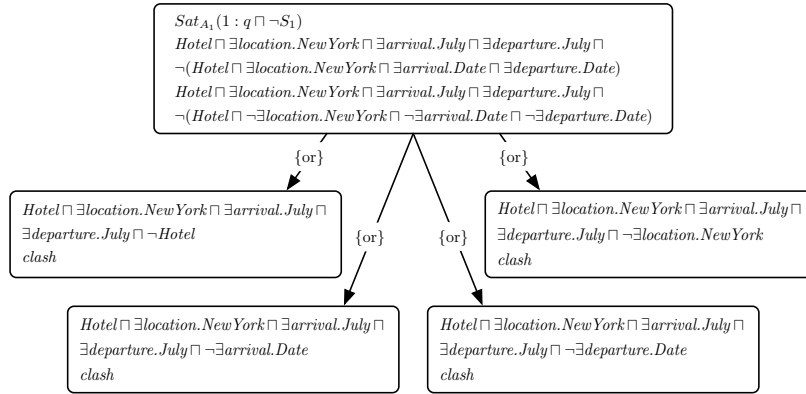 Sat_{A_1}(1 : q ⊓ ¬S_1)
Hotel ⊓ ∃location.NewYork ⊓ ∃arrival.July ⊓ ∃departure.July ⊓
¬(Hotel ⊓ ∃location.NewYork ⊓ ∃arrival.Date ⊓ ∃departure.Date)
Hotel ⊓ ∃location.NewYork ⊓ ∃arrival.July ⊓ ∃departure.July ⊓
¬(Hotel ⊓ ¬∃location.NewYork ⊓ ¬∃arrival.Date ⊓ ¬∃departure.Date)
{or}
{or}
{or}
{or}
Hotel ⊓ ∃location.NewYork ⊓ ∃arrival.July ⊓
∃departure.July ⊓ ¬Hotel
clash
Hotel ⊓ ∃location.NewYork ⊓ ∃arrival.July ⊓
∃departure.July ⊓ ¬∃location.NewYork
clash
Hotel ⊓ ∃location.NewYork ⊓ ∃arrival.July ⊓
∃departure.July ⊓ ¬∃arrival.Date
clash
Hotel ⊓ ∃location.NewYork ⊓ ∃arrival.July ⊓
∃departure.July ⊓ ¬∃departure.Date
clash